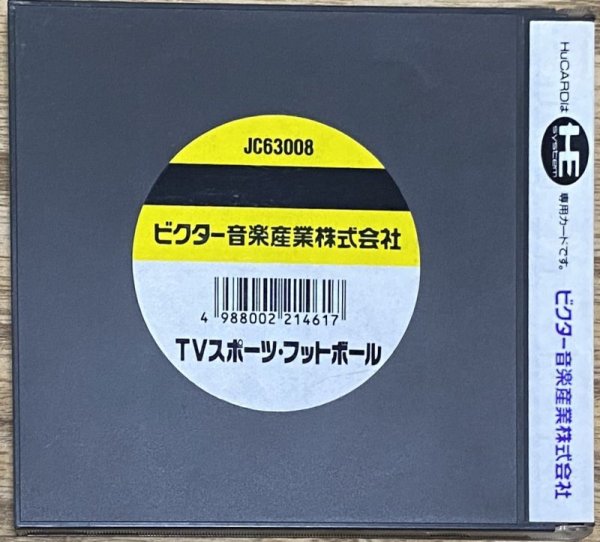 JC63008
ビクター音楽産業株式会社
4 988002 214617
TVスポーツ・フットボール
HuCARDは HE system 専用カードです。 ビクター音楽産業株式会社